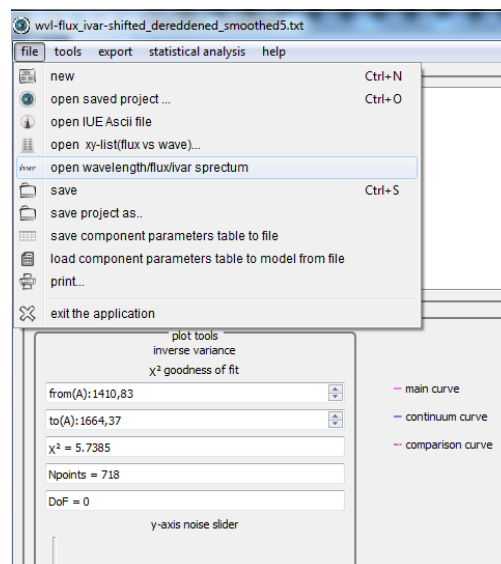 wvl-flux_ivar-shifted_dereddened_smoothed5.txt
file tools export statistical analysis help
new Ctrl+N
open saved project ... Ctrl+O
open IUE Ascii file
open xy-list(flux vs wave)...
ivar open wavelength/flux/ivar sprectum
save Ctrl+S
save project as..
save component parameters table to file
load component parameters table to model from file
print...
exit the application
plot tools
inverse variance
χ² goodness of fit
from(A):1410,83
to(A):1664,37
χ² = 5.7385
Npoints = 718
DoF = 0
y-axis noise slider
main curve
continuum curve
comparison curve